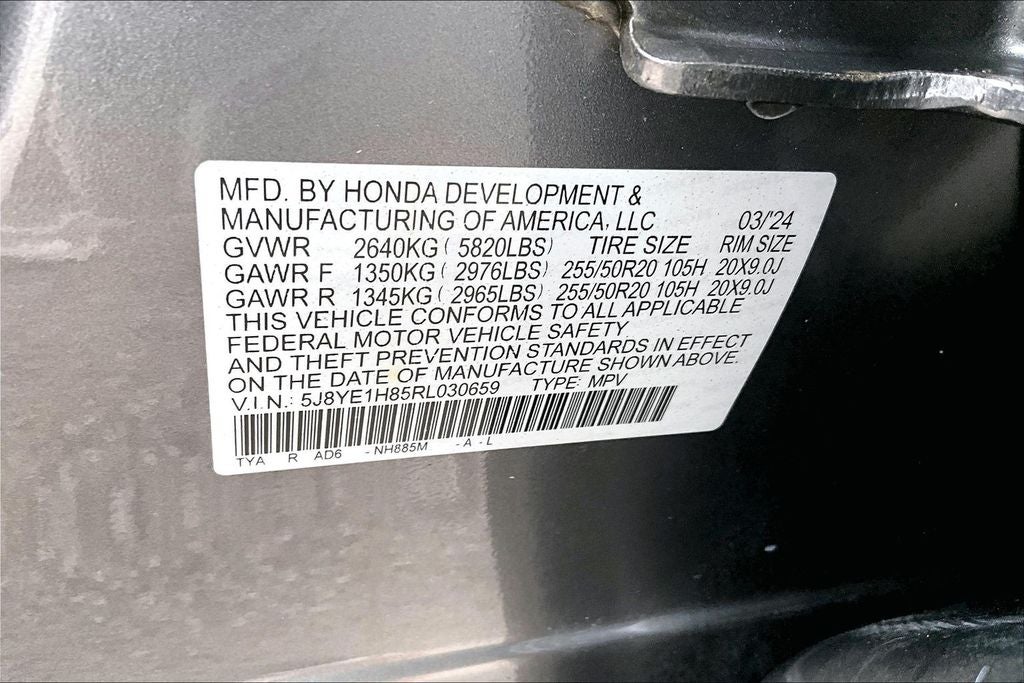 MFD. BY HONDA DEVELOPMENT &
MANUFACTURING OF AMERICA, LLC 03/'24
GVWR 2640KG ( 5820LBS) TIRE SIZE RIM SIZE
GAWR F 1350KG ( 2976LBS) 255/50R20 105H 20X9.0J
GAWR R 1345KG ( 2965LBS) 255/50R20 105H 20X9.0J
THIS VEHICLE CONFORMS TO ALL APPLICABLE
FEDERAL MOTOR VEHICLE SAFETY
AND THEFT PREVENTION STANDARDS IN EFFECT
ON THE DATE OF MANUFACTURE SHOWN ABOVE.
V.I.N.: 5J8YE1H85RL030659 TYPE: MPV
TYA R AD6 - NH885M - A - L